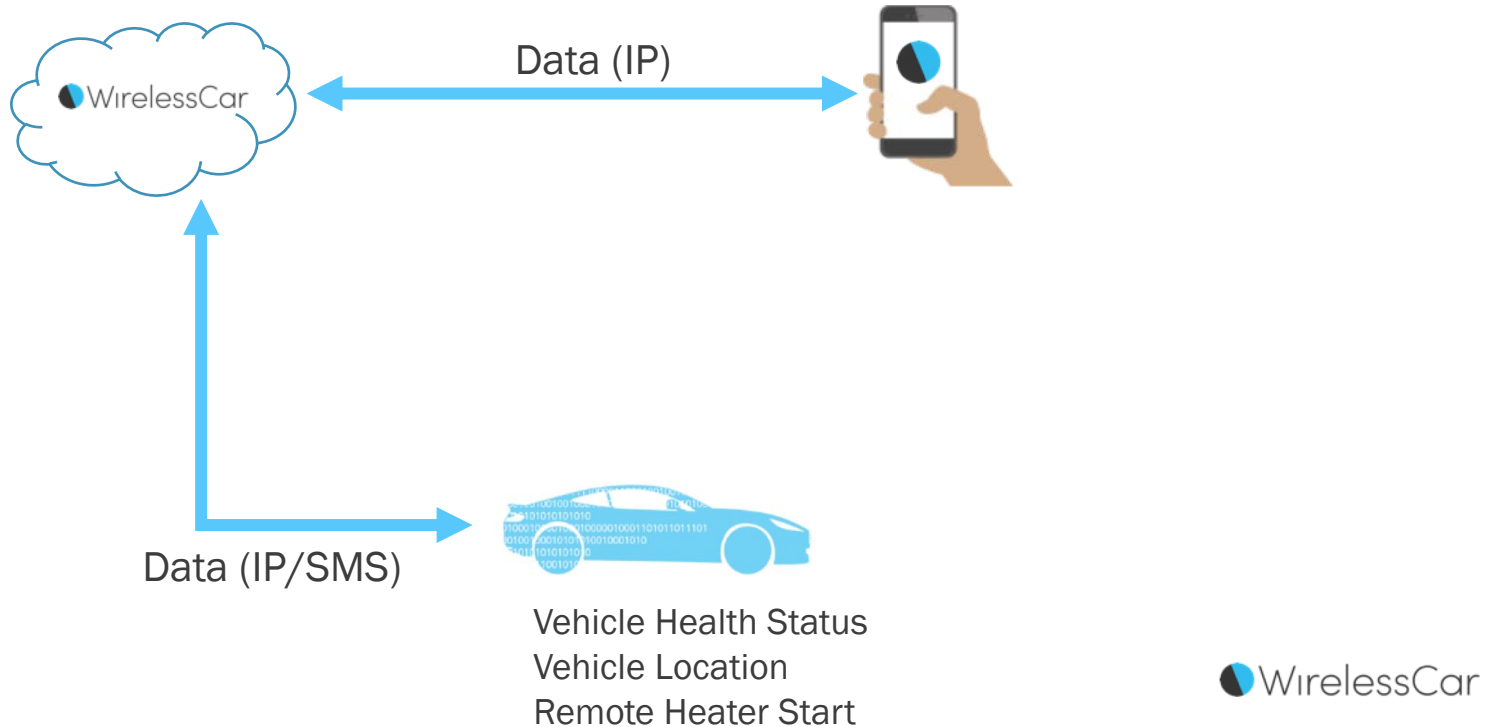 WirelessCar
Data (IP)
Data (IP/SMS)
Vehicle Health Status
Vehicle Location
Remote Heater Start
WirelessCar